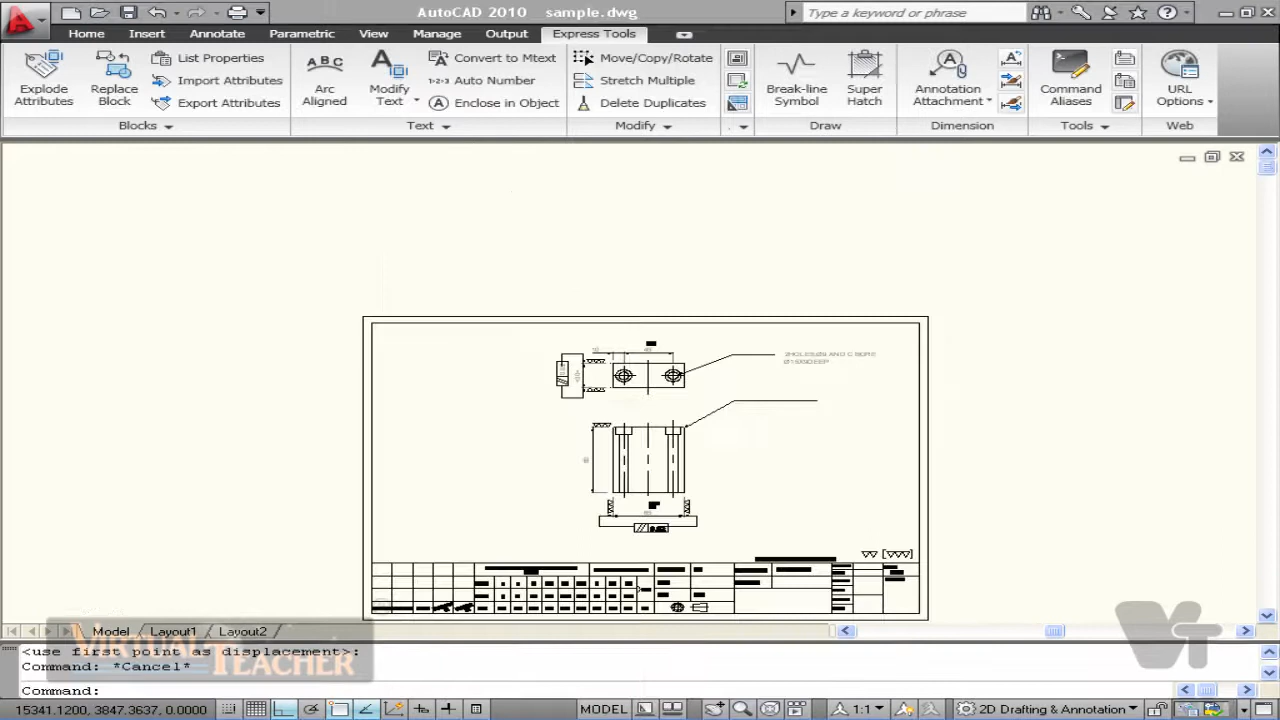 AutoCAD 2010 sample.dwg
Type a keyword or phrase
Home Insert Annotate Parametric View Manage Output Express Tools
Explode Attributes
Replace Block
List Properties
Import Attributes
Export Attributes
Blocks
Arc Aligned
Modify Text
Convert to Mtext
Auto Number
Enclose in Object
Text
Move/Copy/Rotate
Stretch Multiple
Delete Duplicates
Modify
Break-line Symbol
Super Hatch
Draw
Annotation Attachment
Dimension
Command Aliases
Tools
URL Options
Web
Model Layout1 Layout2
VIRTUAL TEACHER
VT
<use first point as displacement>:
Command: *Cancel*
Command:
15341.1200, 3847.3637, 0.0000
MODEL
1:1
2D Drafting & Annotation